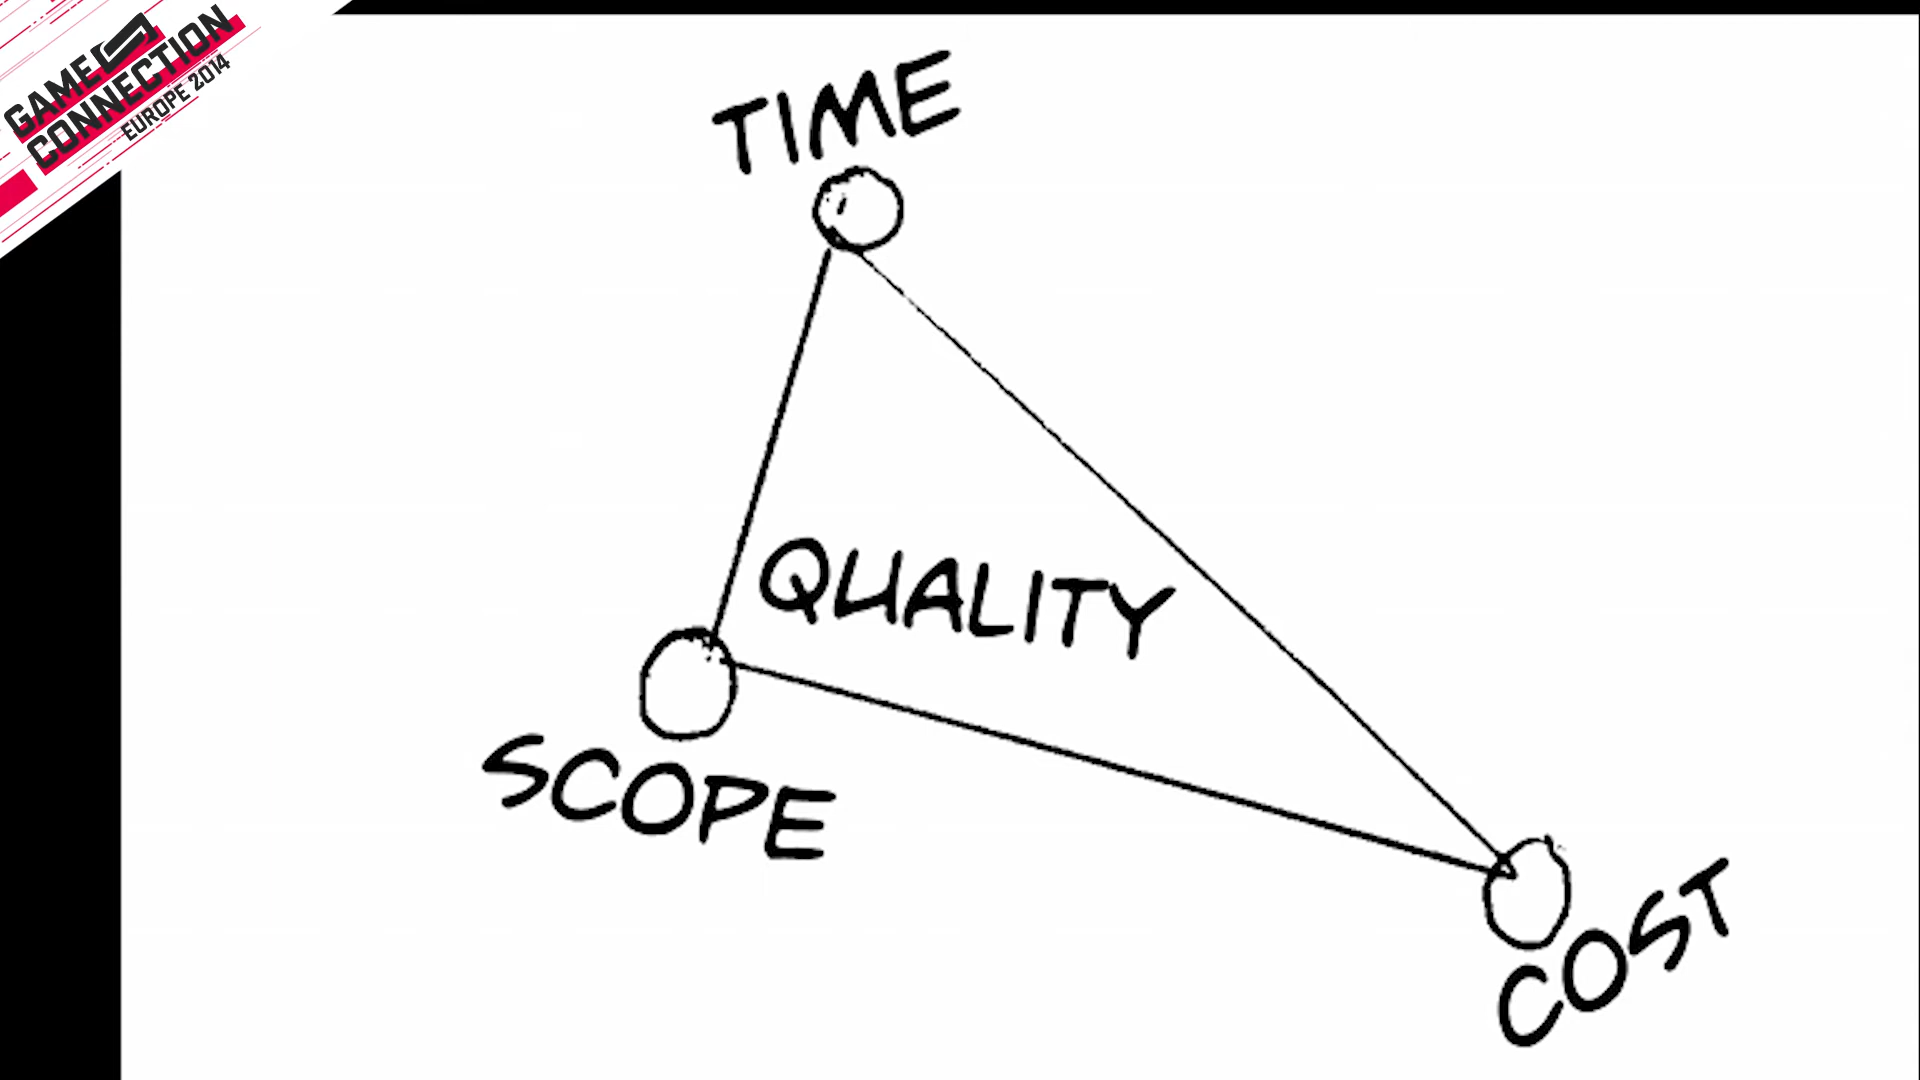 GAME
CONNECTION
EUROPE 2014
TIME
QUALITY
SCOPE
COST